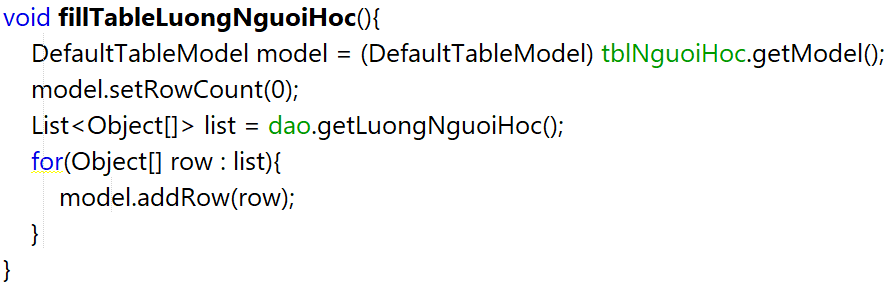 void fillTableLuongNguoiHoc(){
    DefaultTableModel model = (DefaultTableModel) tblNguoiHoc.getModel();
    model.setRowCount(0);
    List<Object[]> list = dao.getLuongNguoiHoc();
    for(Object[] row : list){
        model.addRow(row);
    }
}